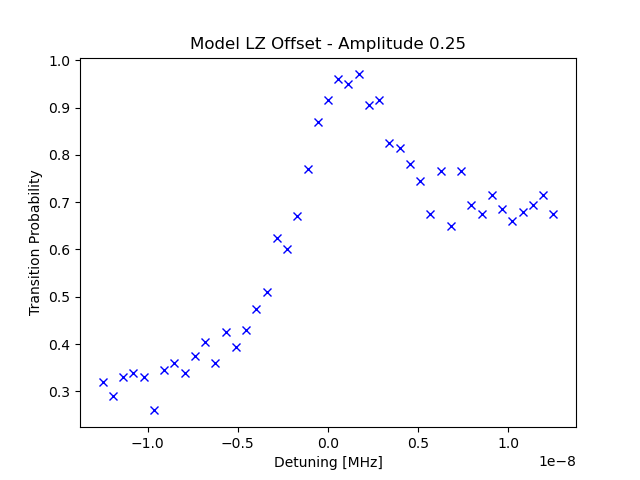 Model LZ Offset - Amplitude 0.25
1.0
0.9
0.8
0.7
0.6
0.5
0.4
0.3
Transition Probability
−1.0 −0.5 0.0 0.5 1.0
1e−8
Detuning [MHz]